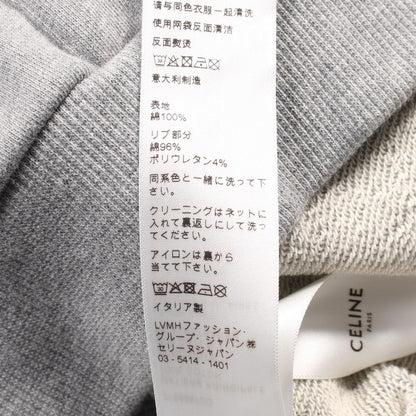 请与同色衣服一起清洗
使用网袋反面清洁
反面熨烫
意大利制造
表地
綿100%
リブ部分
綿96%
ポリウレタン4%
同系色と一緒に洗って下
さい。
クリーニングはネットに
入れて裏返しにして洗っ
てください。
アイロンは裏から
当てて下さい。
イタリア製
LVMHファッション・
グループ・ジャパン㈱
セリーヌジャパン
03 - 5414 - 1401
CELINE
PARIS